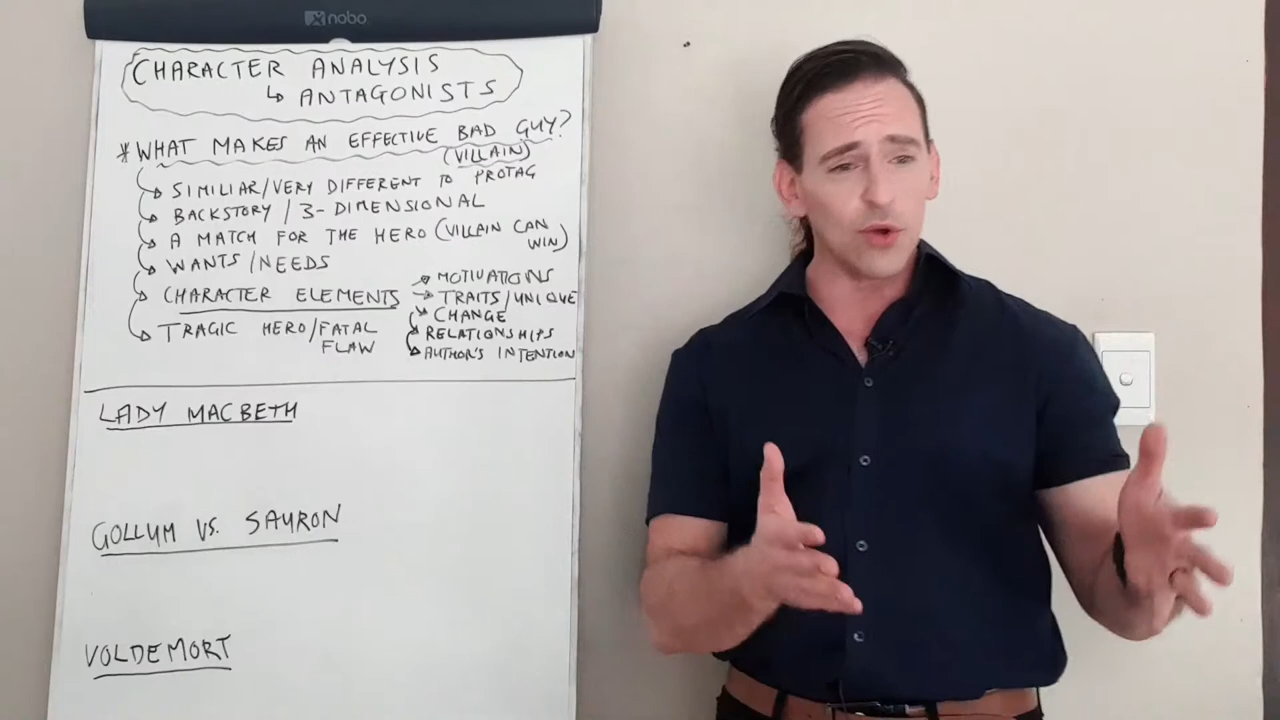 nobo
CHARACTER ANALYSIS
↳ ANTAGONISTS
* WHAT MAKES AN EFFECTIVE BAD GUY?
(VILLAIN)
SIMILIAR/VERY DIFFERENT TO PROTAG
BACKSTORY / 3-DIMENSIONAL
A MATCH FOR THE HERO (VILLAIN CAN
WIN)
WANTS/NEEDS
CHARACTER ELEMENTS
→ MOTIVATIONS
→ TRAITS/UNIQUE
CHANGE
RELATIONSHIPS
AUTHOR'S INTENTION
TRAGIC HERO/FATAL
FLAW
LADY MACBETH
GOLLUM VS. SAURON
VOLDEMORT